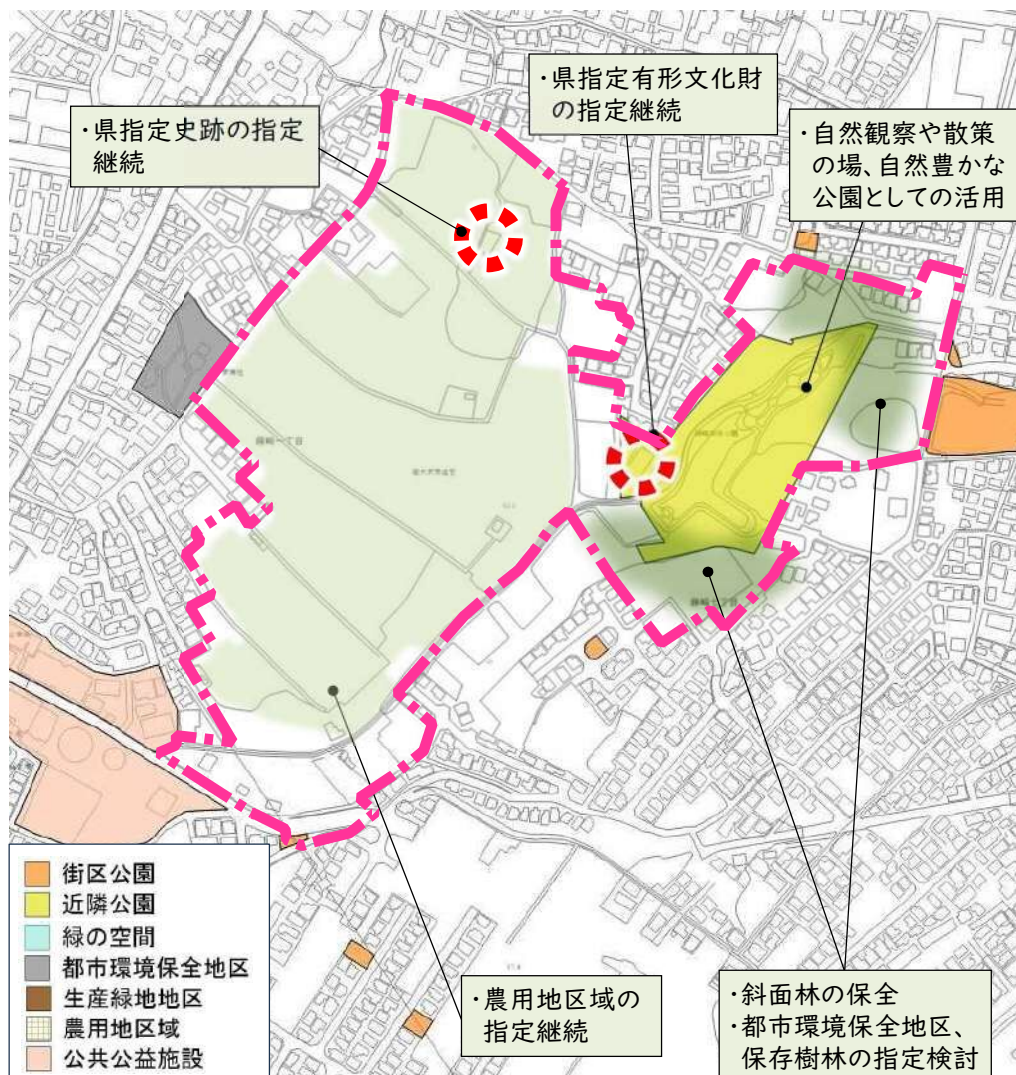 ・県指定有形文化財
の指定継続
・県指定史跡の指定
継続
・自然観察や散策
の場、自然豊かな
公園としての活用
藤崎一丁目
街区公園
近隣公園
緑の空間
都市環境保全地区
生産緑地地区
農用地区域
公共公益施設
・農用地区域の
指定継続
・斜面林の保全
・都市環境保全地区、
保存樹林の指定検討